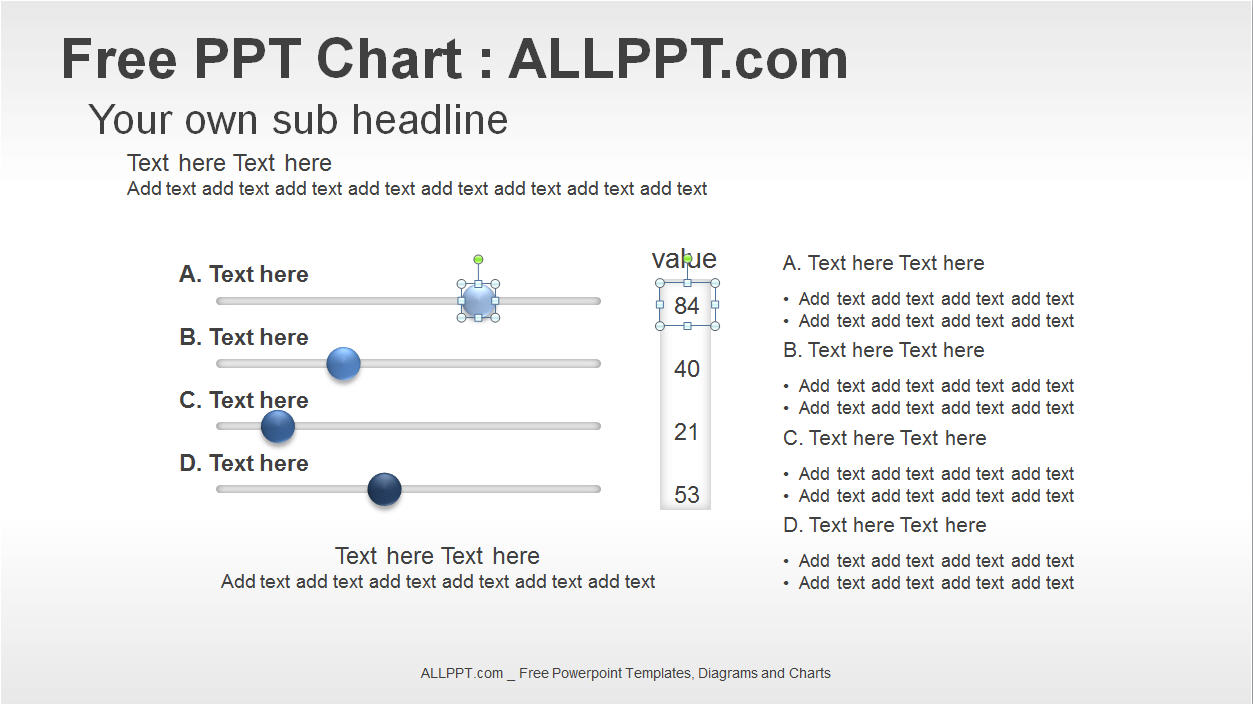 Free PPT Chart : ALLPPT.com
Your own sub headline
Text here Text here
Add text add text add text add text add text add text add text add text
A. Text here
B. Text here
C. Text here
D. Text here
value
84
40
21
53
A. Text here Text here
• Add text add text add text add text
• Add text add text add text add text
B. Text here Text here
• Add text add text add text add text
• Add text add text add text add text
C. Text here Text here
• Add text add text add text add text
• Add text add text add text add text
D. Text here Text here
• Add text add text add text add text
• Add text add text add text add text
Text here Text here
Add text add text add text add text add text add text
ALLPPT.com _ Free Powerpoint Templates, Diagrams and Charts